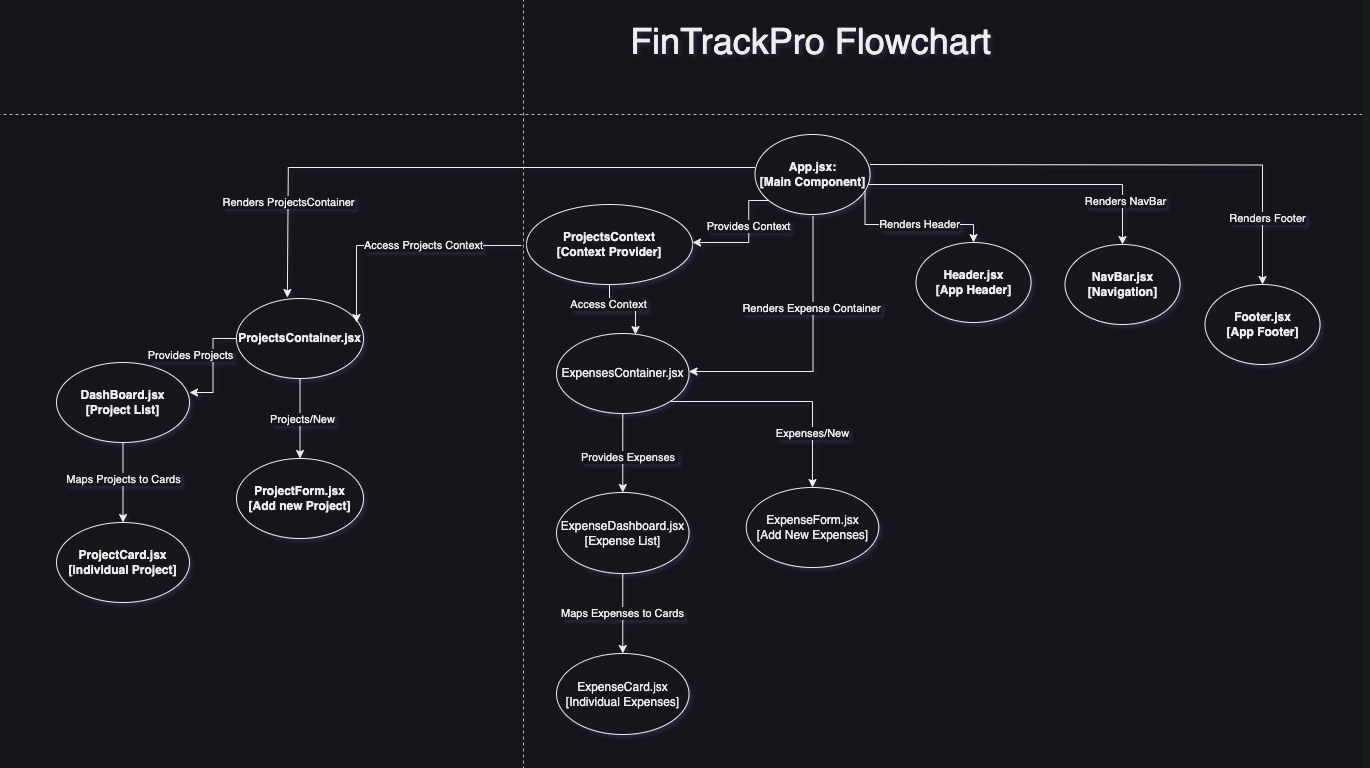 FinTrackPro Flowchart
App.jsx:
[Main Component]
Renders ProjectsContainer
Provides Context
Renders Header
Renders NavBar
Renders Footer
Access Projects Context
ProjectsContext
[Context Provider]
Header.jsx
[App Header]
NavBar.jsx
[Navigation]
Footer.jsx
[App Footer]
Access Context
Renders Expense Container
ProjectsContainer.jsx
Provides Projects
ExpensesContainer.jsx
DashBoard.jsx
[Project List]
Projects/New
Expenses/New
Provides Expenses
Maps Projects to Cards
ProjectForm.jsx
[Add new Project]
ExpenseDashboard.jsx
[Expense List]
ExpenseForm.jsx
[Add New Expenses]
ProjectCard.jsx
[Individual Project]
Maps Expenses to Cards
ExpenseCard.jsx
[Individual Expenses]